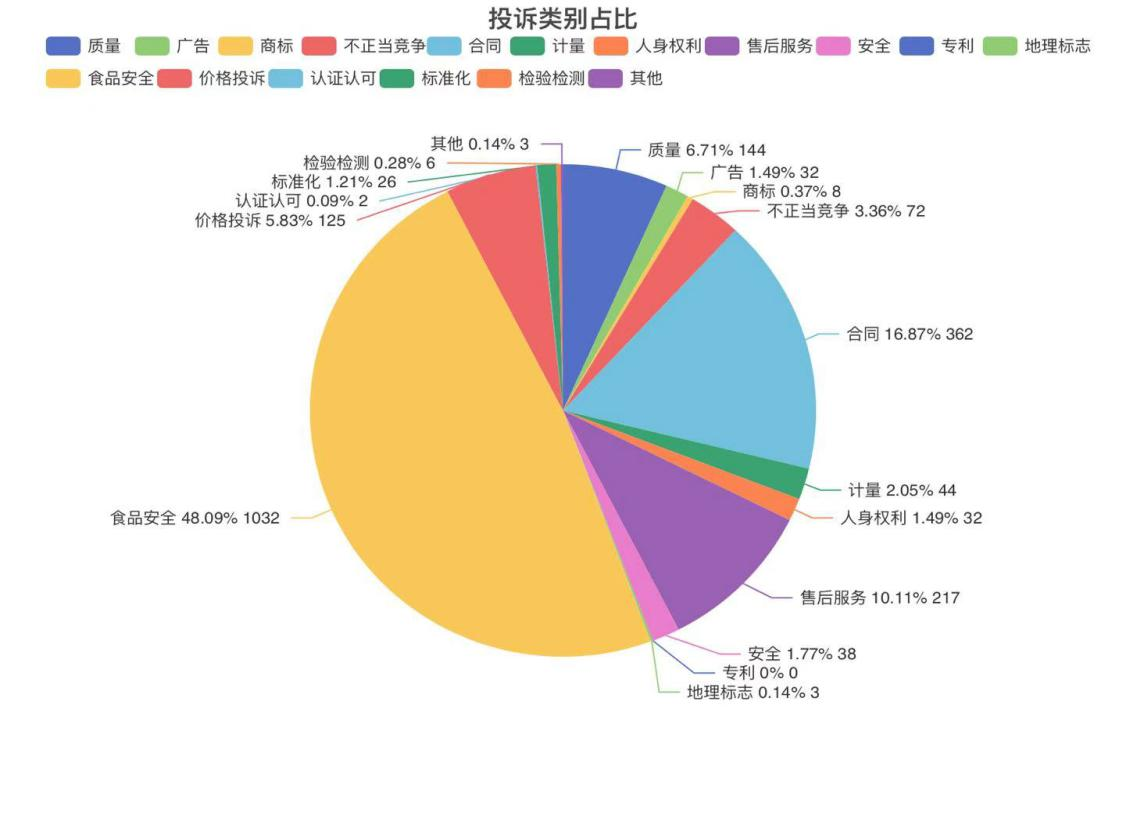 投诉类别占比
质量 广告 商标 不正当竞争 合同 计量 人身权利 售后服务 安全 专利 地理标志
食品安全 价格投诉 认证认可 标准化 检验检测 其他
其他 0.14% 3
质量 6.71% 144
检验检测 0.28% 6
广告 1.49% 32
标准化 1.21% 26
商标 0.37% 8
认证认可 0.09% 2
不正当竞争 3.36% 72
价格投诉 5.83% 125
合同 16.87% 362
计量 2.05% 44
食品安全 48.09% 1032
人身权利 1.49% 32
售后服务 10.11% 217
安全 1.77% 38
专利 0% 0
地理标志 0.14% 3